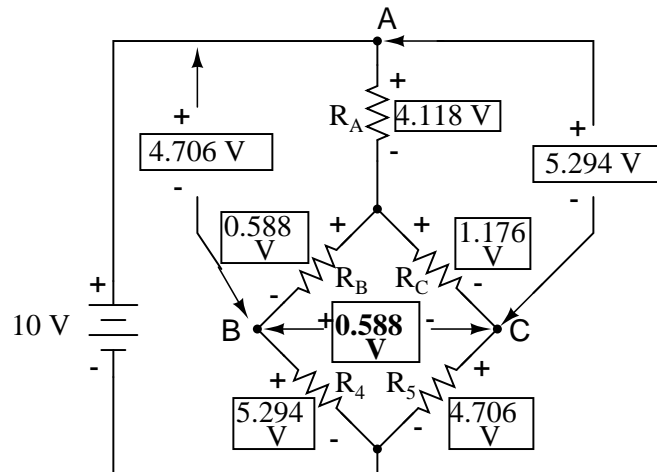 A
+
+
+
4.118 V
R_A
4.706 V
5.294 V
-
-
-
0.588
V
+
+
1.176
V
+
R_B
R_C
-
-
10 V
B
+
0.588
V
-
C
-
+
R_4
R_5
+
5.294
V
4.706
V
-
-